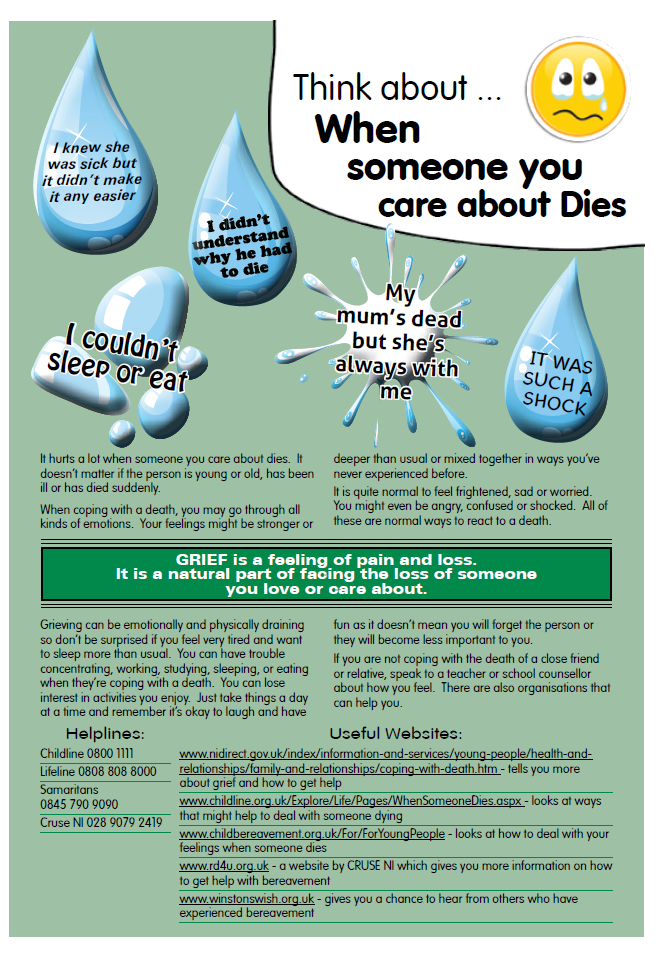 Think about ...
When
someone you
care about Dies
I knew she
was sick but
it didn't make
it any easier
I didn't
understand
why he had
to die
I couldn't
sleep or eat
My
mum's dead
but she's
always with
me
IT WAS
SUCH A
SHOCK
It hurts a lot when someone you care about dies. It
doesn't matter if the person is young or old, has been
ill or has died suddenly.
When coping with a death, you may go through all
kinds of emotions. Your feelings might be stronger or
deeper than usual or mixed together in ways you've
never experienced before.
It is quite normal to feel frightened, sad or worried.
You might even be angry, confused or shocked. All of
these are normal ways to react to a death.
GRIEF is a feeling of pain and loss.
It is a natural part of facing the loss of someone
you love or care about.
Grieving can be emotionally and physically draining
so don't be surprised if you feel very tired and want
to sleep more than usual. You can have trouble
concentrating, working, studying, sleeping, or eating
when they're coping with a death. You can lose
interest in activities you enjoy. Just take things a day
at a time and remember it's okay to laugh and have
fun as it doesn't mean you will forget the person or
they will become less important to you.
If you are not coping with the death of a close friend
or relative, speak to a teacher or school counsellor
about how you feel. There are also organisations that
can help you.
Helplines:
Childline 0800 1111
Lifeline 0808 808 8000
Samaritans
0845 790 9090
Cruse NI 028 9079 2419
Useful Websites:
www.nidirect.gov.uk/index/information-and-services/young-people/health-and-
relationships/family-and-relationships/coping-with-death.htm - tells you more
about grief and how to get help
www.childline.org.uk/Explore/Life/Pages/WhenSomeoneDies.aspx - looks at ways
that might help to deal with someone dying
www.childbereavement.org.uk/For/ForYoungPeople - looks at how to deal with your
feelings when someone dies
www.rd4u.org.uk - a website by CRUSE NI which gives you more information on how
to get help with bereavement
www.winstonswish.org.uk - gives you a chance to hear from others who have
experienced bereavement